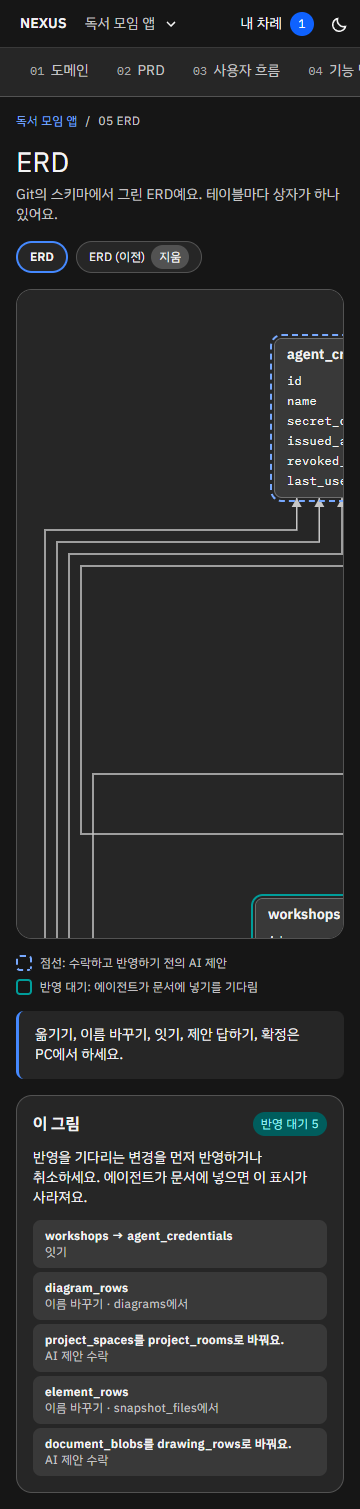 NEXUS 독서 모임 앱 내 차례 1
01 도메인 02 PRD 03 사용자 흐름 04 기능
독서 모임 앱 / 05 ERD
ERD
Git의 스키마에서 그린 ERD예요. 테이블마다 상자가 하나
있어요.
ERD ERD (이전) 지움
agent_cr
id
name
secret_c
issued_a
revoked_
last_use
workshops
점선: 수락하고 반영하기 전의 AI 제안
반영 대기: 에이전트가 문서에 넣기를 기다림
옮기기, 이름 바꾸기, 잇기, 제안 답하기, 확정은
PC에서 하세요.
이 그림 반영 대기 5
반영을 기다리는 변경을 먼저 반영하거나
취소하세요. 에이전트가 문서에 넣으면 이 표시가
사라져요.
workshops → agent_credentials
잇기
diagram_rows
이름 바꾸기 · diagrams에서
project_spaces를 project_rooms로 바꿔요.
AI 제안 수락
element_rows
이름 바꾸기 · snapshot_files에서
document_blobs를 drawing_rows로 바꿔요.
AI 제안 수락